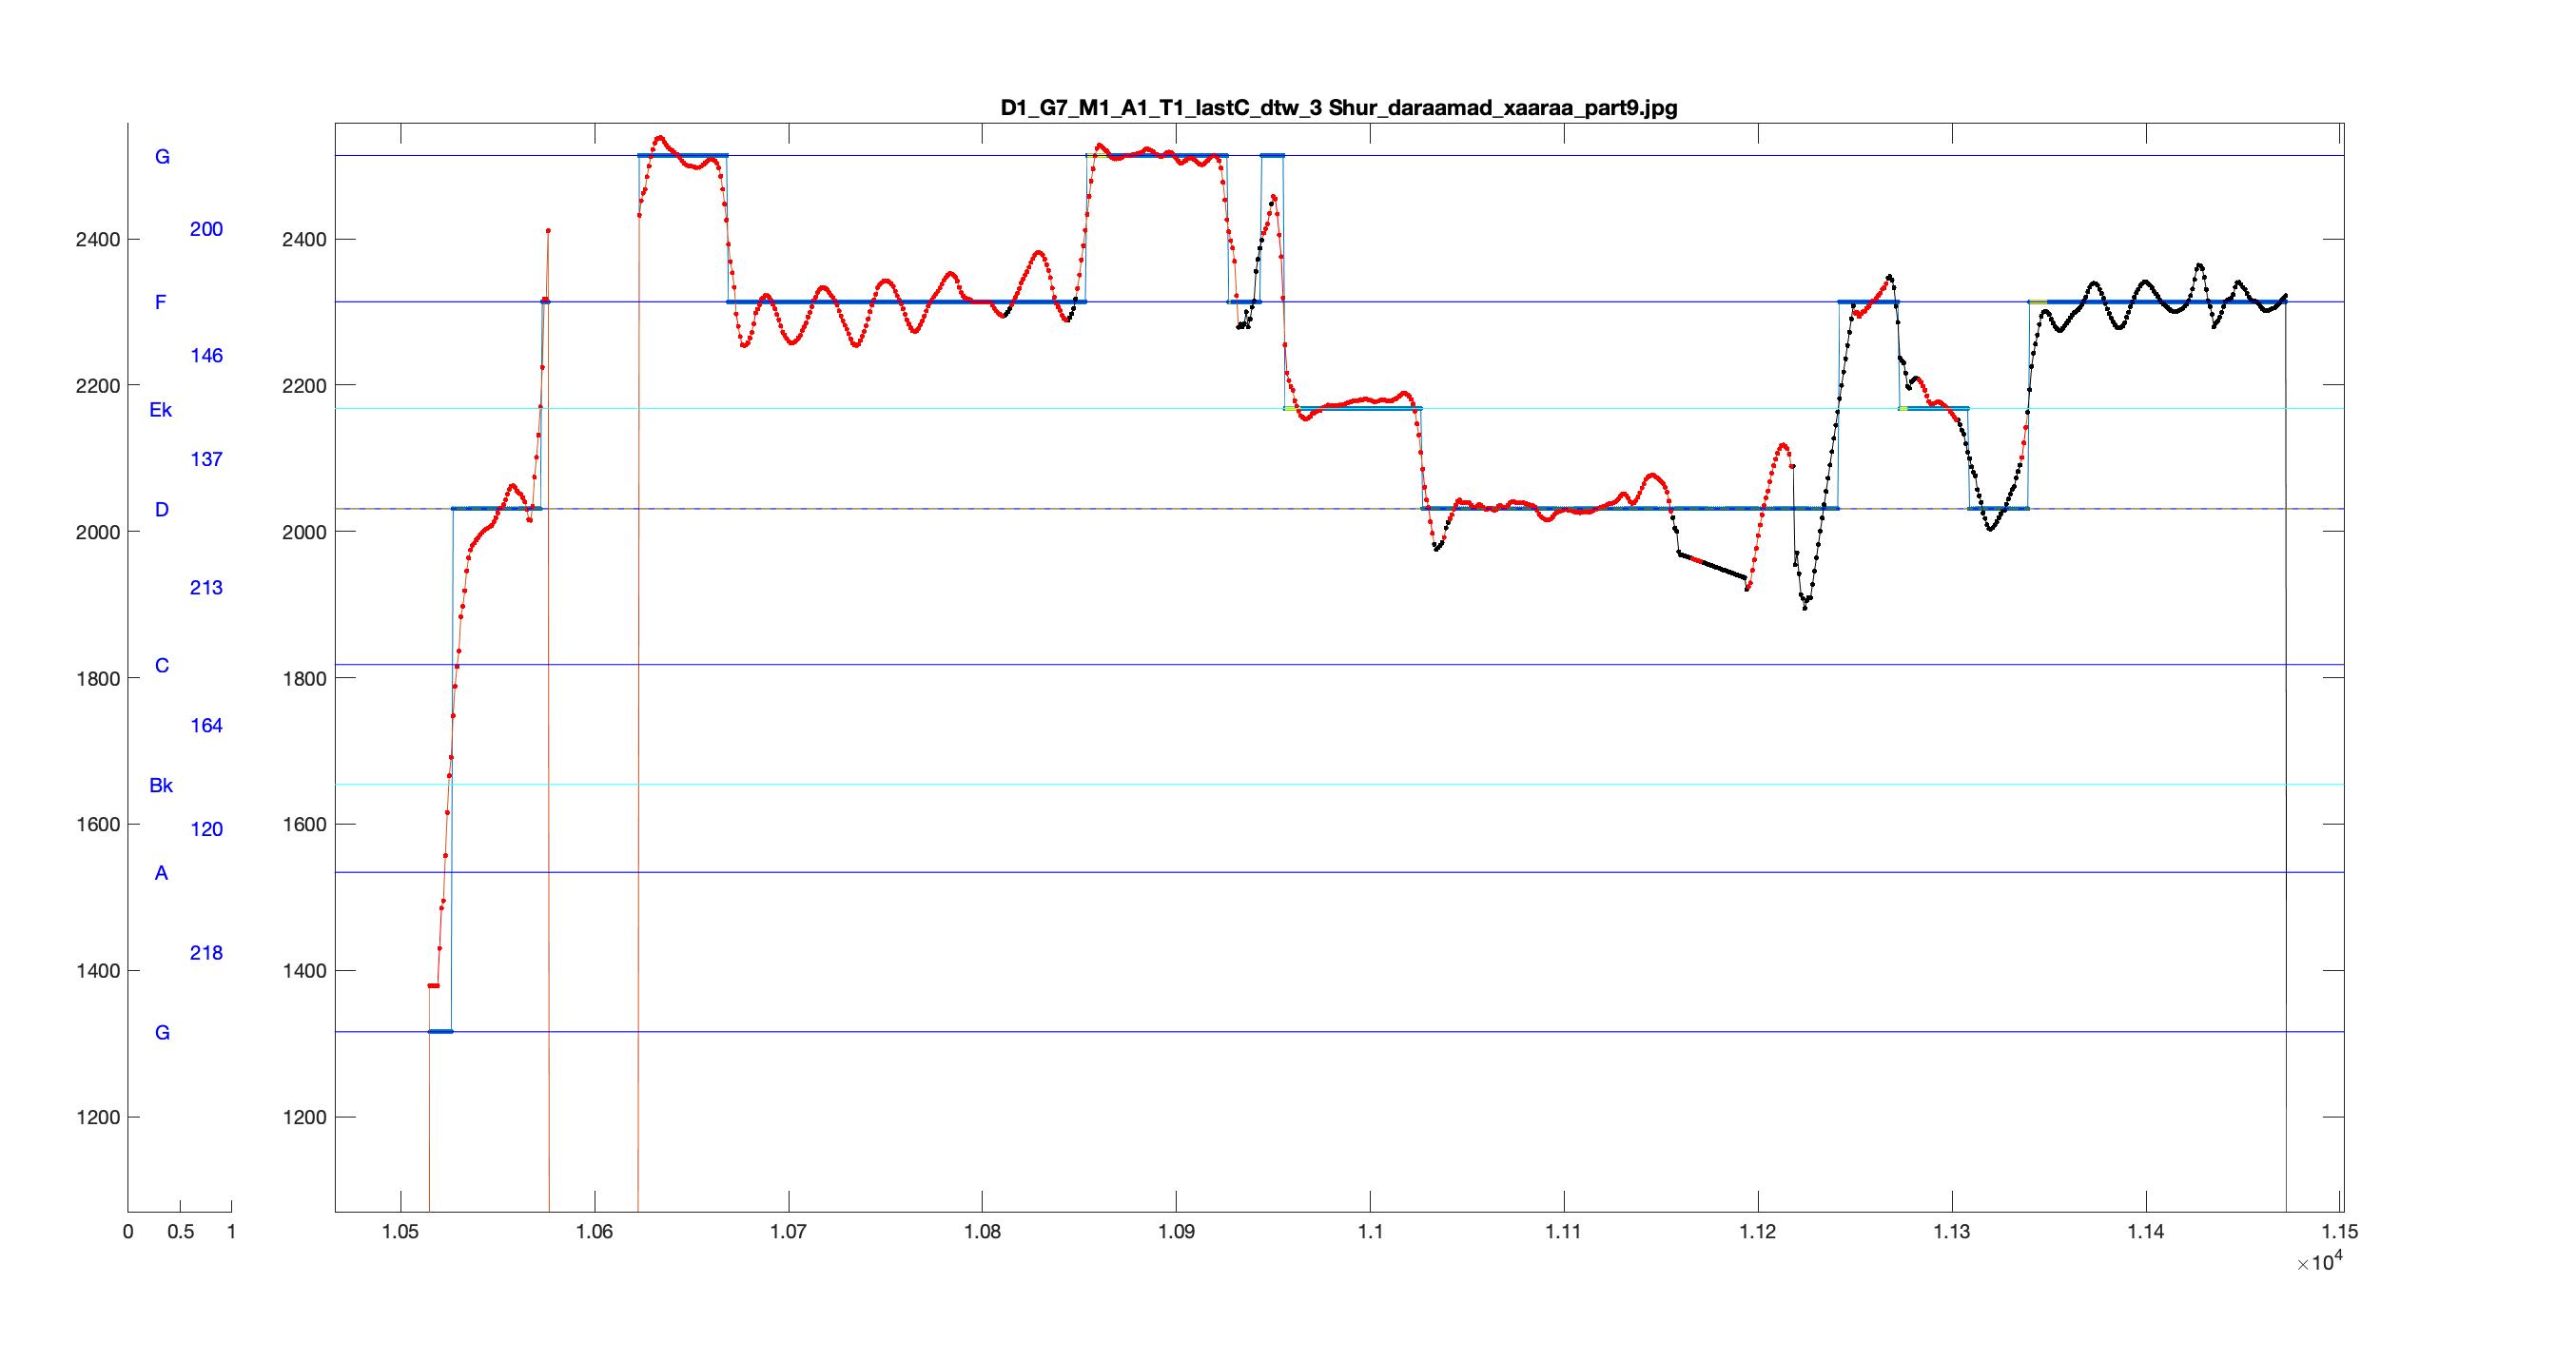 D1_G7_M1_A1_T1_lastC_dtw_3 Shur_daraamad_xaaraa_part9.jpg
G
200
2400 2400
F
146
2200 2200
Ek
137
D
2000 2000
213
C
1800 1800
164
Bk
120
1600 1600
A
218
1400 1400
G
1200 1200
0 0.5 1 1.05 1.06 1.07 1.08 1.09 1.1 1.11 1.12 1.13 1.14 1.15
×10⁴